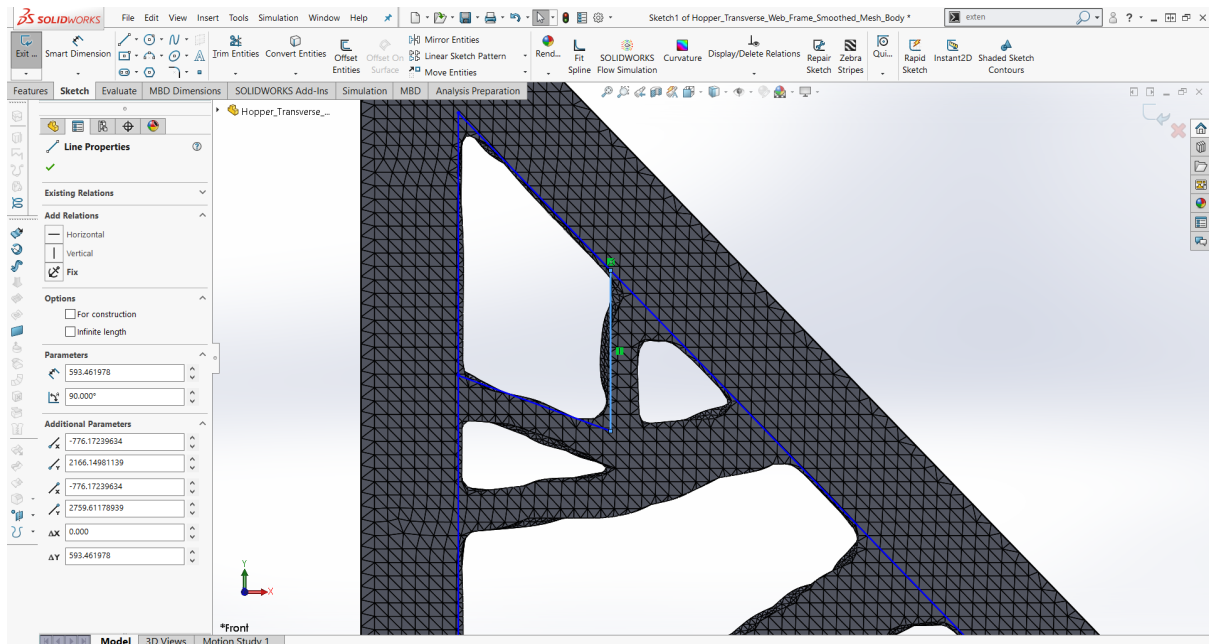 SOLIDWORKS File Edit View Insert Tools Simulation Window Help Sketch1 of Hopper_Transverse_Web_Frame_Smoothed_Mesh_Body * exten
Exit ... Smart Dimension Trim Entities Convert Entities Offset Entities Offset On Surface Mirror Entities Linear Sketch Pattern Move Entities Rend... Fit Spline SOLIDWORKS Flow Simulation Curvature Display/Delete Relations Repair Sketch Zebra Stripes Qui... Rapid Sketch Instant2D Shaded Sketch Contours
Features Sketch Evaluate MBD Dimensions SOLIDWORKS Add-Ins Simulation MBD Analysis Preparation
Hopper_Transverse_...
Line Properties
Existing Relations
Add Relations
Horizontal
Vertical
Fix
Options
For construction
Infinite length
Parameters
593.461978
90.000°
Additional Parameters
-776.17239634
2166.14981139
-776.17239634
2759.61178939
ΔX 0.000
ΔY 593.461978
Y
X
*Front
Model 3D Views Motion Study 1